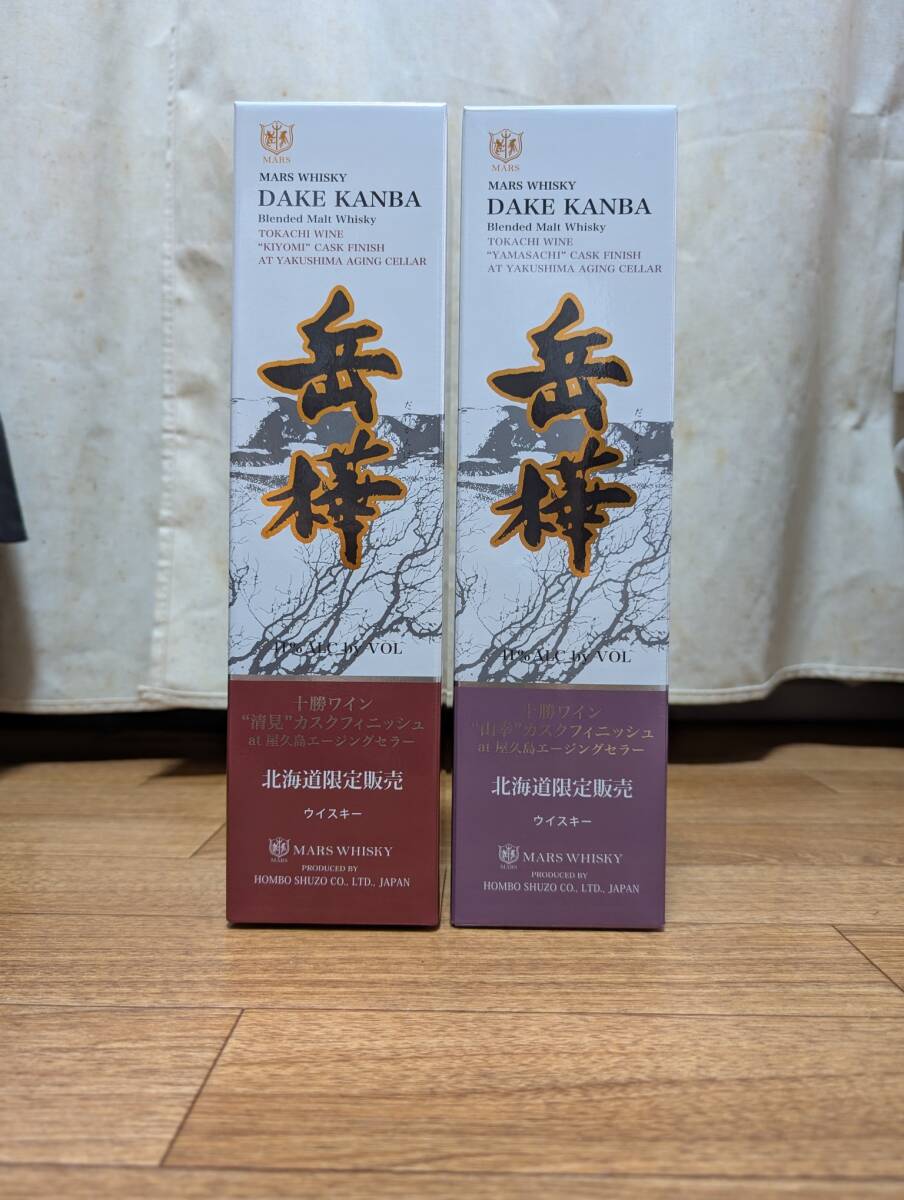 MARS
MARS WHISKY
DAKE KANBA
Blended Malt Whisky
TOKACHI WINE
"KIYOMI" CASK FINISH
AT YAKUSHIMA AGING CELLAR
岳
樺
41% ALC by VOL
十勝ワイン
"清見"カスクフィニッシュ
at 屋久島エージングセラー
北海道限定販売
ウイスキー
MARS
MARS WHISKY
PRODUCED BY
HOMBO SHUZO CO., LTD., JAPAN
MARS
MARS WHISKY
DAKE KANBA
Blended Malt Whisky
TOKACHI WINE
"YAMASACHI" CASK FINISH
AT YAKUSHIMA AGING CELLAR
岳
樺
41% ALC by VOL
十勝ワイン
"山幸"カスクフィニッシュ
at 屋久島エージングセラー
北海道限定販売
ウイスキー
MARS
MARS WHISKY
PRODUCED BY
HOMBO SHUZO CO., LTD., JAPAN